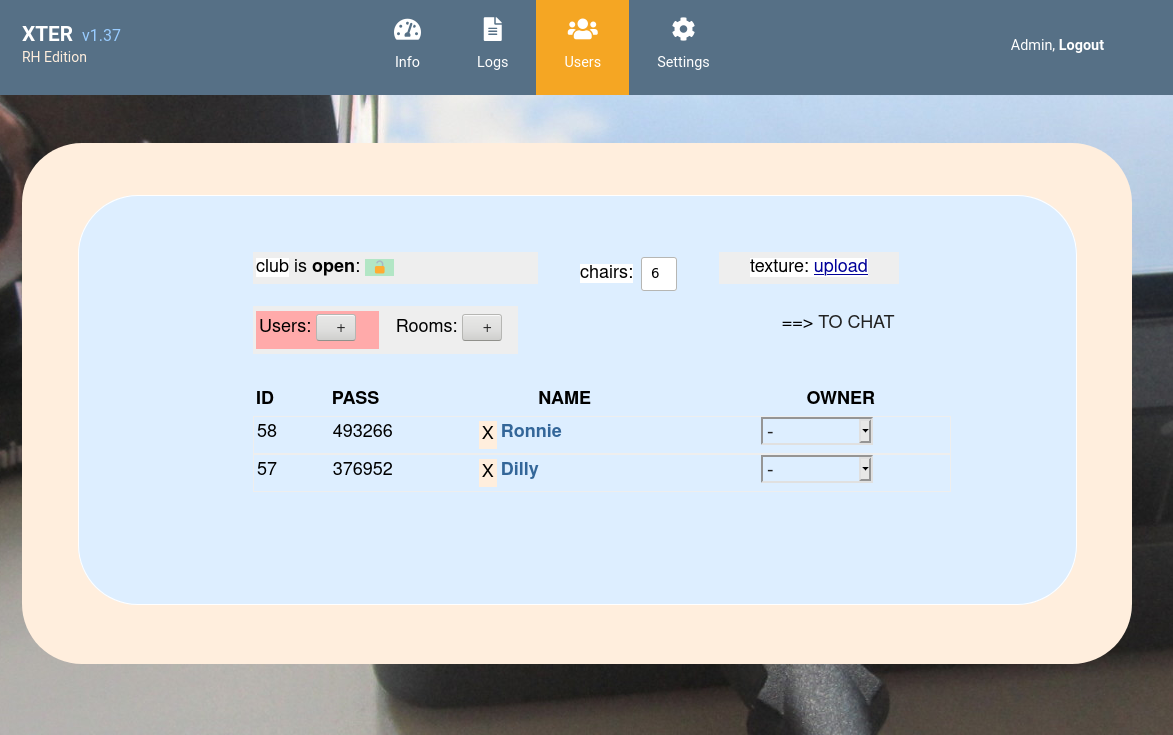 XTER v1.37
RH Edition
Info
Logs
Users
Settings
Admin, Logout
club is open:
chairs: 6
texture: upload
Users: +
Rooms: +
==> TO CHAT
ID PASS NAME OWNER
58 493266 X Ronnie -
57 376952 X Dilly -